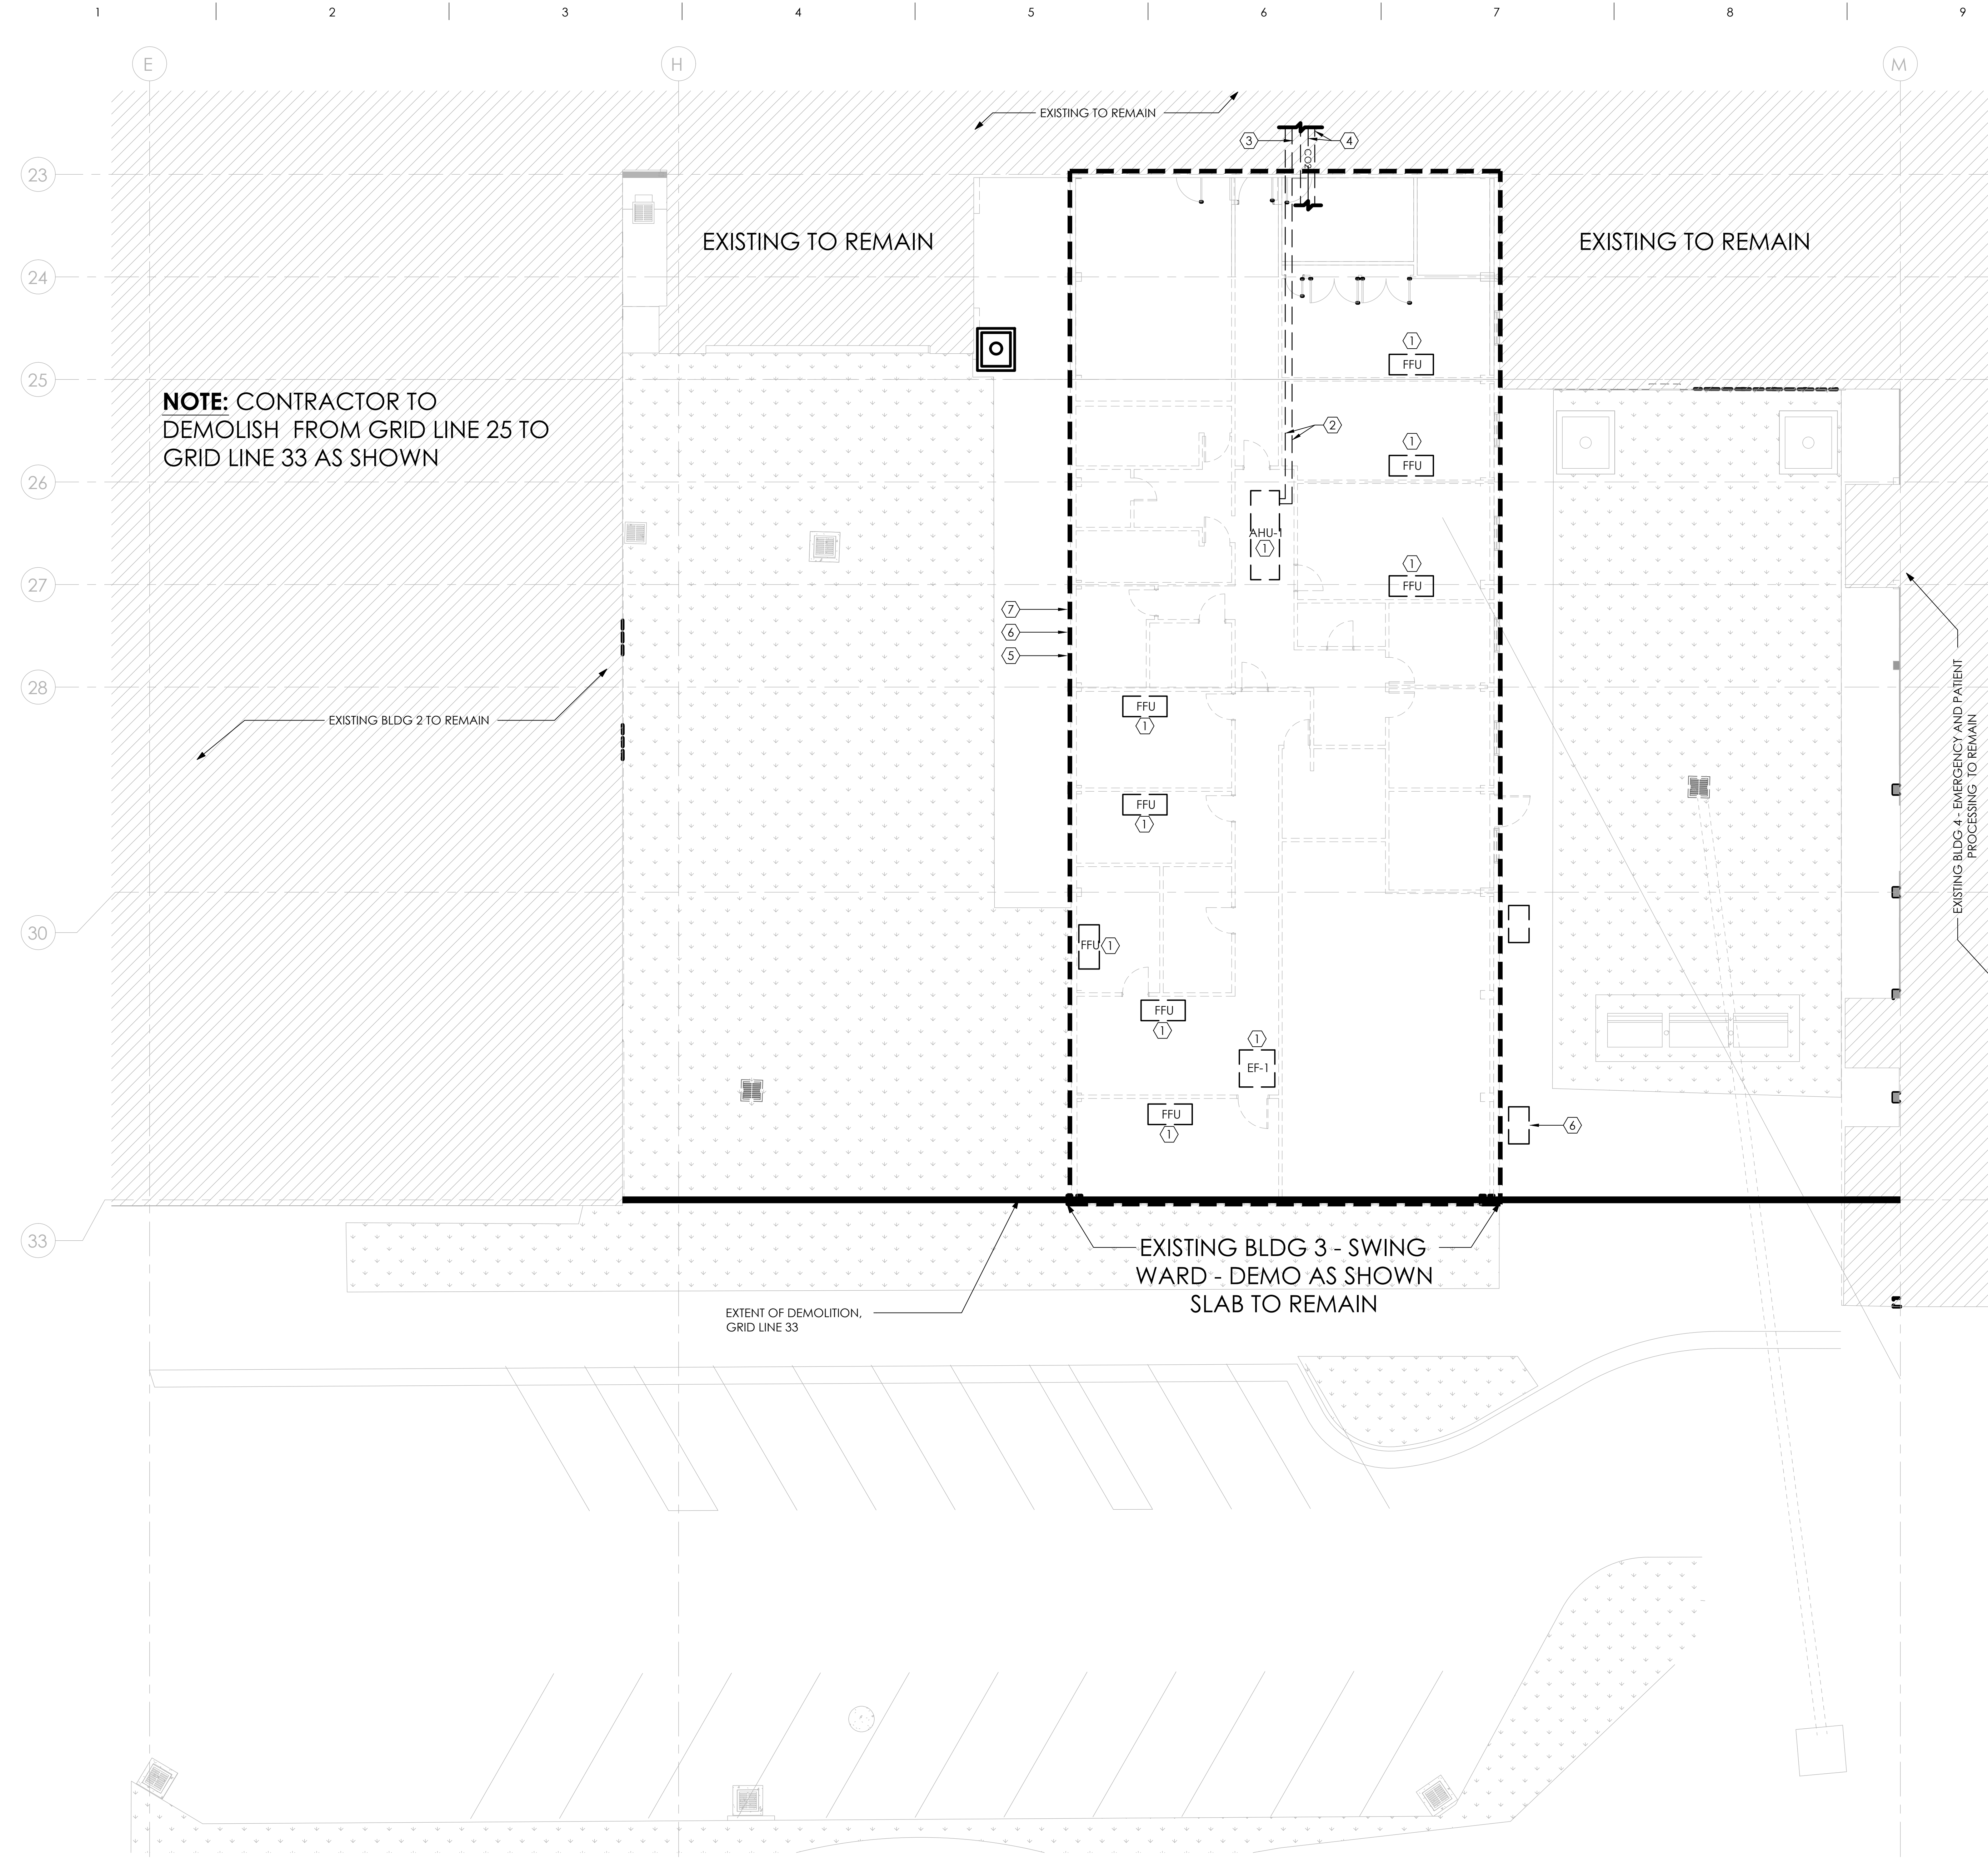 1 2 3 4 5 6 7 8 9
E H M
EXISTING TO REMAIN
3 4
CO2
23
EXISTING TO REMAIN EXISTING TO REMAIN
24
1
FFU
25
NOTE: CONTRACTOR TO
DEMOLISH FROM GRID LINE 25 TO
GRID LINE 33 AS SHOWN
2
1
FFU
26
AHU-1
1
1
FFU
27
7
6
5
28
EXISTING BLDG 2 TO REMAIN
FFU
1
FFU
1
EXISTING BLDG 4 - EMERGENCY AND PATIENT
PROCESSING TO REMAIN
30
FFU 1
FFU
1
1
EF-1
FFU
1
6
33
EXISTING BLDG 3 - SWING
WARD - DEMO AS SHOWN
SLAB TO REMAIN
EXTENT OF DEMOLITION,
GRID LINE 33